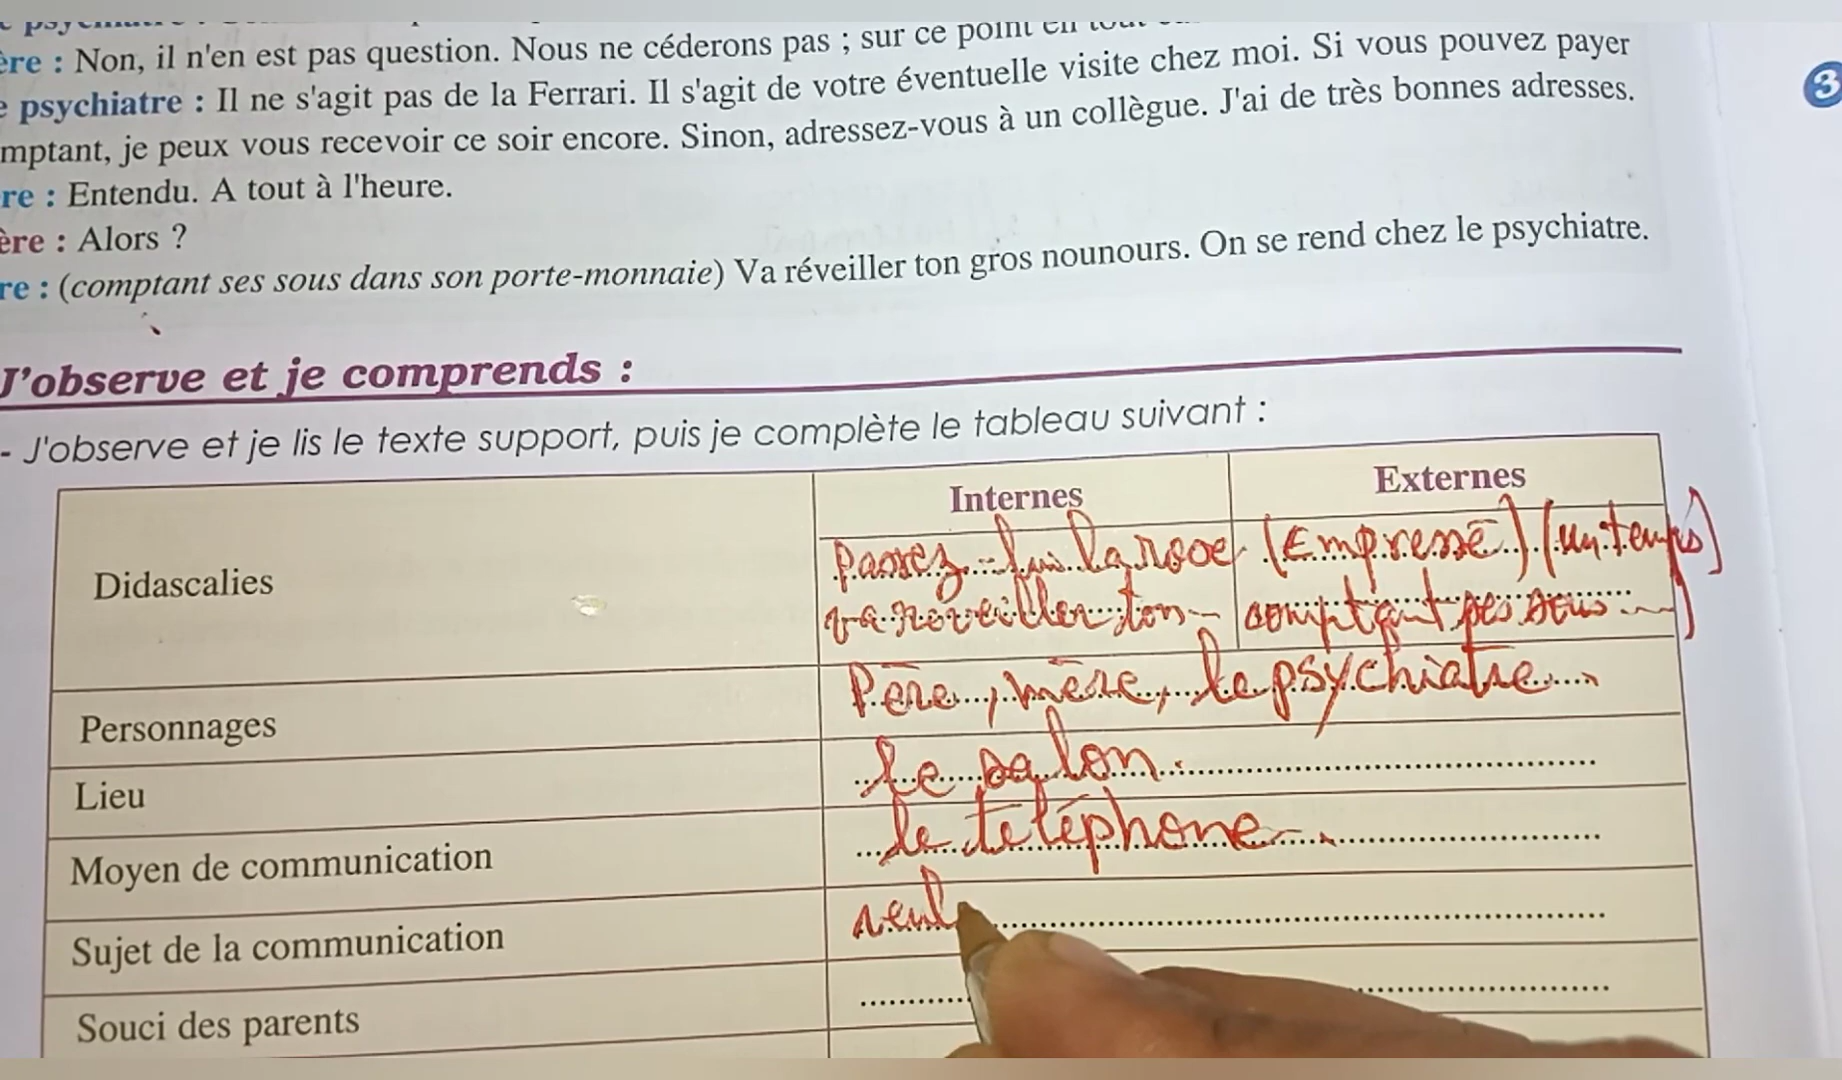 ère : Non, il n'en est pas question. Nous ne céderons pas ; sur ce point en tout
e psychiatre : Il ne s'agit pas de la Ferrari. Il s'agit de votre éventuelle visite chez moi. Si vous pouvez payer
mptant, je peux vous recevoir ce soir encore. Sinon, adressez-vous à un collègue. J'ai de très bonnes adresses.
re : Entendu. A tout à l'heure.
ère : Alors ?
re : (comptant ses sous dans son porte-monnaie) Va réveiller ton gros nounours. On se rend chez le psychiatre.
3
J'observe et je comprends :
- J'observe et je lis le texte support, puis je complète le tableau suivant :
Internes
Externes
Didascalies
passez-lui la (Empressé) (un temps)
va réveiller ton comptant ses sous ...)
Personnages
Père, mère, le psychiatre
Lieu
le salon.
Moyen de communication
le téléphone
Sujet de la communication
Souci des parents